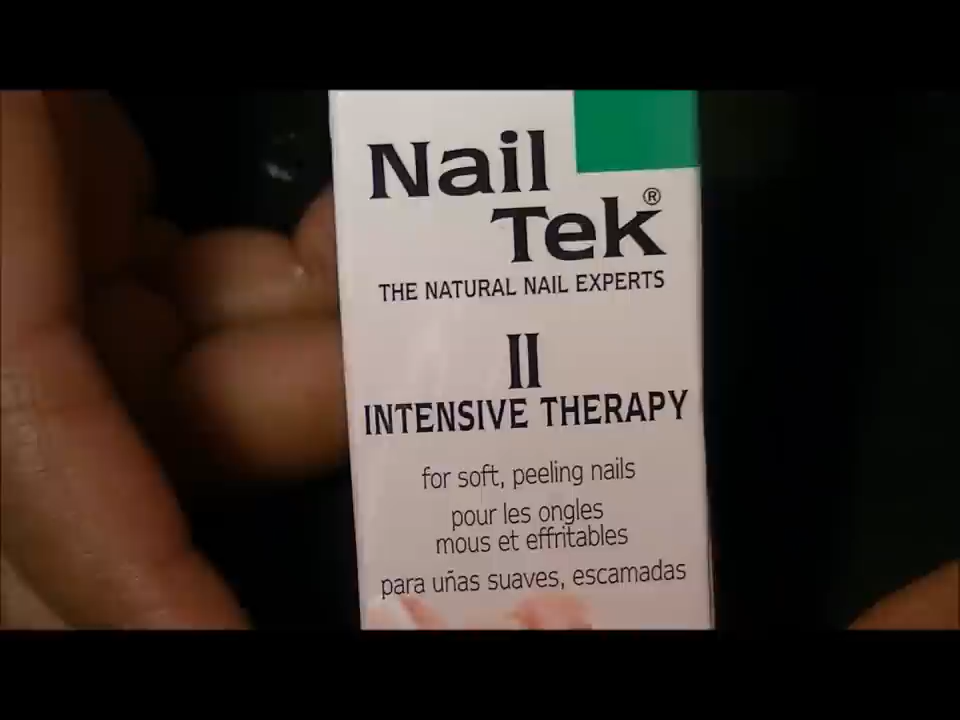 Nail
Tek®
THE NATURAL NAIL EXPERTS
II
INTENSIVE THERAPY
for soft, peeling nails
pour les ongles
mous et effritables
para uñas suaves, escamadas